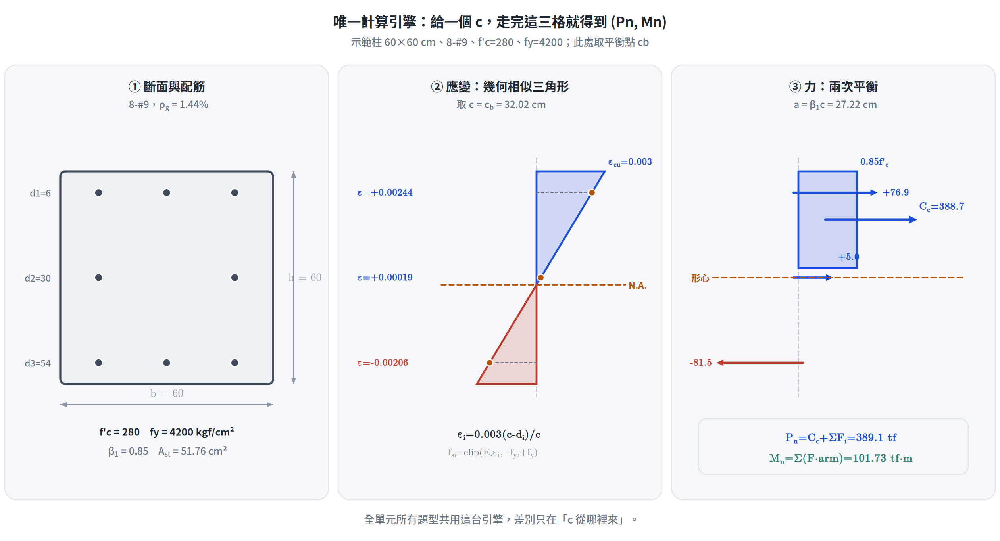 唯一計算引擎：給一個 c，走完這三格就得到 (Pn, Mn)
示範柱 60×60 cm、8-#9、f'c=280、fy=4200；此處取平衡點 cb
① 斷面與配筋
8-#9，ρg = 1.44%
d1=6
d2=30
d3=54
h = 60
b = 60
f'c = 280 fy = 4200 kgf/cm²
β1 = 0.85 Ast = 51.76 cm²
② 應變：幾何相似三角形
取 c = cb = 32.02 cm
εcu=0.003
ε=+0.00244
ε=+0.00019
N.A.
ε=-0.00206
εi=0.003(c-di)/c
fsi=clip(Esεi,−fy,+fy)
③ 力：兩次平衡
a = β1c = 27.22 cm
0.85f'c
+76.9
Cc=388.7
+5.0
形心
-81.5
Pn=Cc+ΣFi=389.1 tf
Mn=Σ(F·arm)=101.73 tf·m
全單元所有題型共用這台引擎，差別只在「c 從哪裡來」。